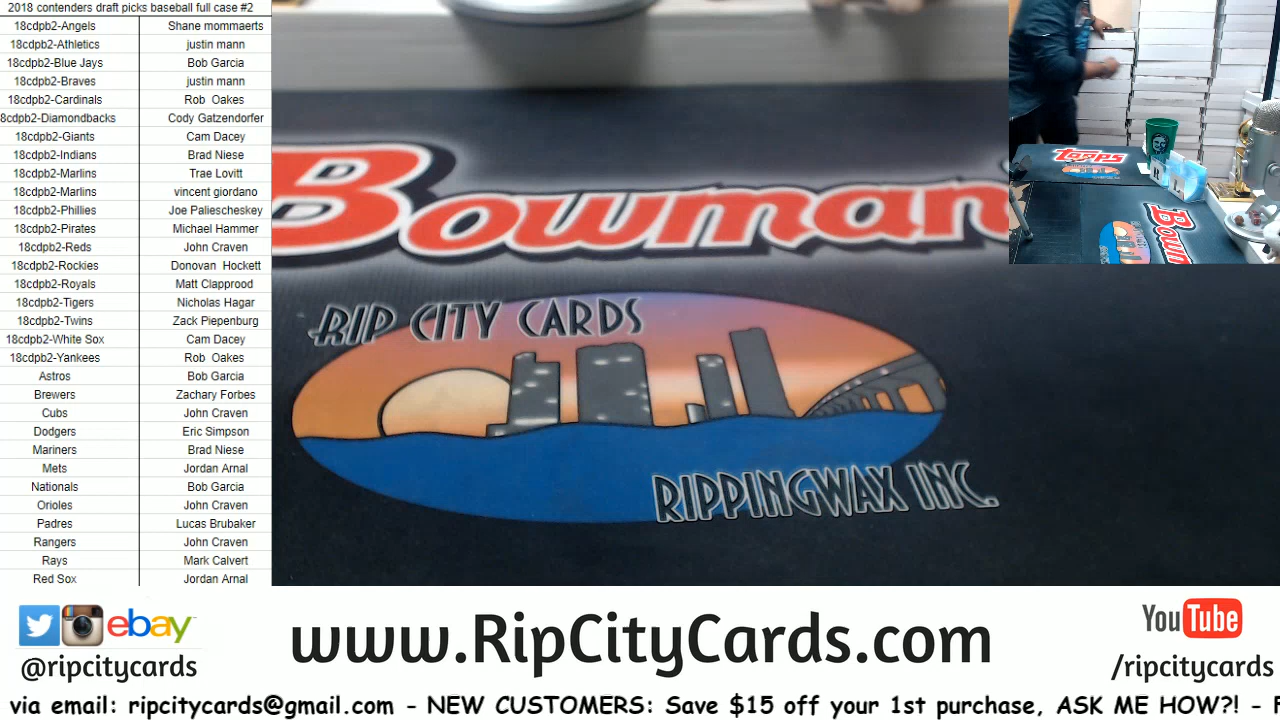 2018 contenders draft picks baseball full case #2
18cdpb2-Angels Shane mommaerts
18cdpb2-Athletics justin mann
18cdpb2-Blue Jays Bob Garcia
18cdpb2-Braves justin mann
18cdpb2-Cardinals Rob Oakes
8cdpb2-Diamondbacks Cody Gatzendorfer
18cdpb2-Giants Cam Dacey
18cdpb2-Indians Brad Niese
18cdpb2-Marlins Trae Lovitt
18cdpb2-Marlins vincent giordano
18cdpb2-Phillies Joe Paliescheskey
18cdpb2-Pirates Michael Hammer
18cdpb2-Reds John Craven
18cdpb2-Rockies Donovan Hockett
18cdpb2-Royals Matt Clapprood
18cdpb2-Tigers Nicholas Hagar
18cdpb2-Twins Zack Piepenburg
18cdpb2-White Sox Cam Dacey
18cdpb2-Yankees Rob Oakes
Astros Bob Garcia
Brewers Zachary Forbes
Cubs John Craven
Dodgers Eric Simpson
Mariners Brad Niese
Mets Jordan Arnal
Nationals Bob Garcia
Orioles John Craven
Padres Lucas Brubaker
Rangers John Craven
Rays Mark Calvert
Red Sox Jordan Arnal
B Bowman
RIP CITY CARDS
RIPPINGWAX INC.
Topps
Bown
ebay
@ripcitycards
www.RipCityCards.com
YouTube
/ripcitycards
via email: ripcitycards@gmail.com - NEW CUSTOMERS: Save $15 off your 1st purchase, ASK ME HOW?! -